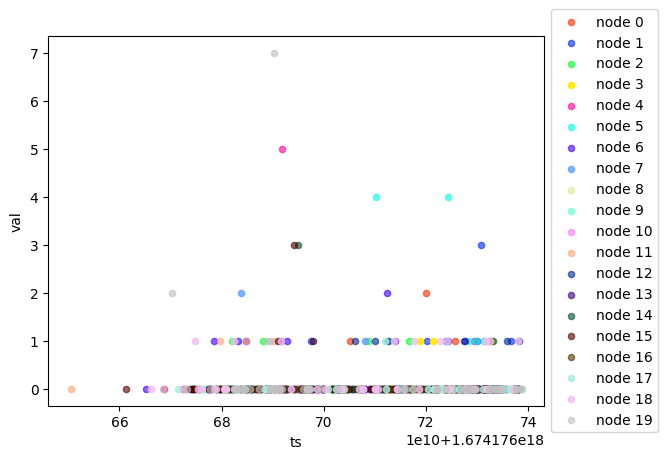 7
6
5
4
3
2
1
0
val
66
68
70
72
74
ts
1e10+1.674176e18
node 0
node 1
node 2
node 3
node 4
node 5
node 6
node 7
node 8
node 9
node 10
node 11
node 12
node 13
node 14
node 15
node 16
node 17
node 18
node 19